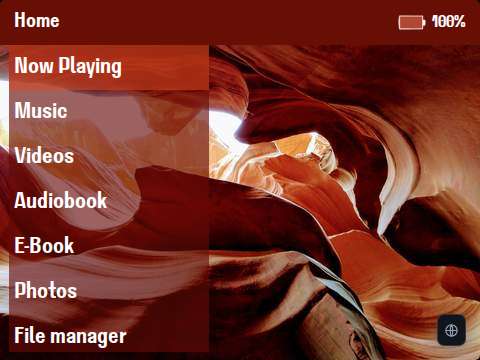 Home
100%
Now Playing
Music
Videos
Audiobook
E-Book
Photos
File manager